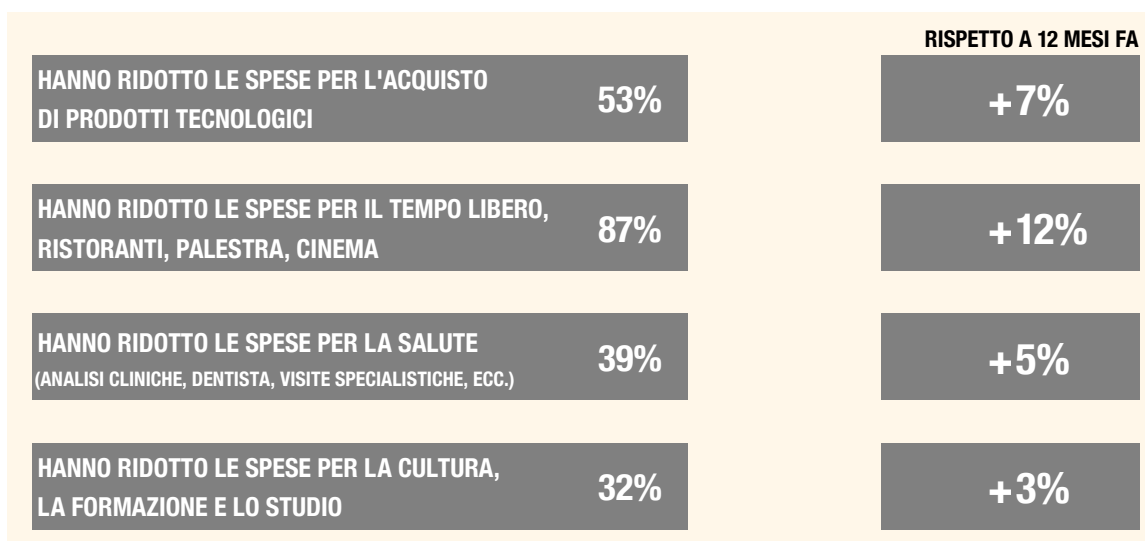 RISPETTO A 12 MESI FA
HANNO RIDOTTO LE SPESE PER L'ACQUISTO
DI PRODOTTI TECNOLOGICI
53%
+7%
HANNO RIDOTTO LE SPESE PER IL TEMPO LIBERO,
RISTORANTI, PALESTRA, CINEMA
87%
+12%
HANNO RIDOTTO LE SPESE PER LA SALUTE
(ANALISI CLINICHE, DENTISTA, VISITE SPECIALISTICHE, ECC.)
39%
+5%
HANNO RIDOTTO LE SPESE PER LA CULTURA,
LA FORMAZIONE E LO STUDIO
32%
+3%